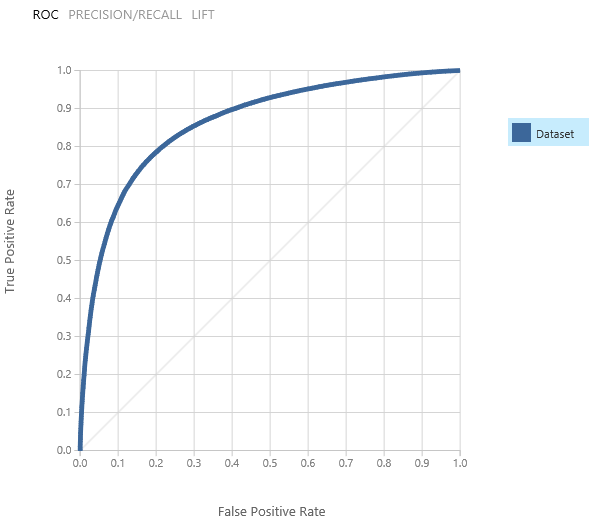 ROC PRECISION/RECALL LIFT
1.0
0.9
0.8
0.7
0.6
0.5
0.4
0.3
0.2
0.1
0.0
True Positive Rate
0.0 0.1 0.2 0.3 0.4 0.5 0.6 0.7 0.8 0.9 1.0
False Positive Rate
Dataset